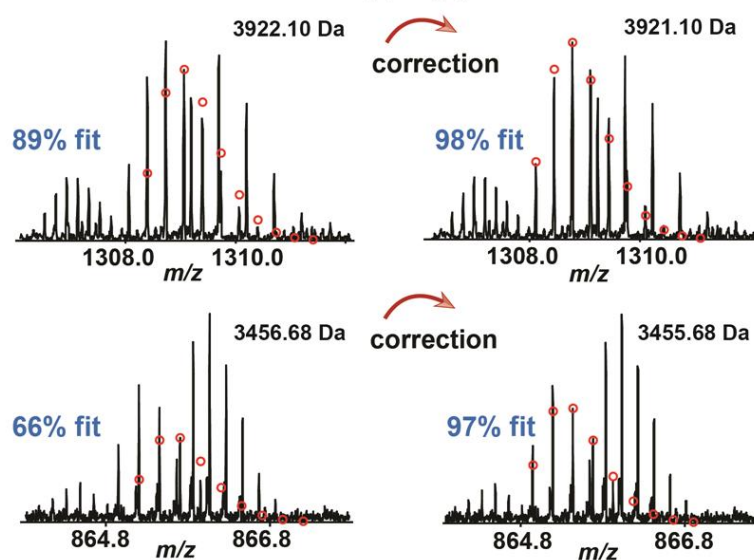 3922.10 Da
correction
3921.10 Da
89% fit
98% fit
1308.0 1310.0
m/z
1308.0 1310.0
m/z
3456.68 Da
correction
3455.68 Da
66% fit
97% fit
864.8 866.8
m/z
864.8 866.8
m/z